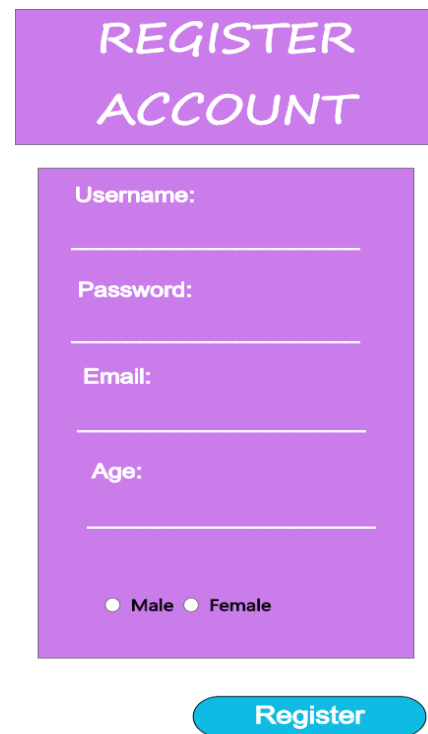 REGISTER
ACCOUNT
Username:
Password:
Email:
Age:
Male Female
Register